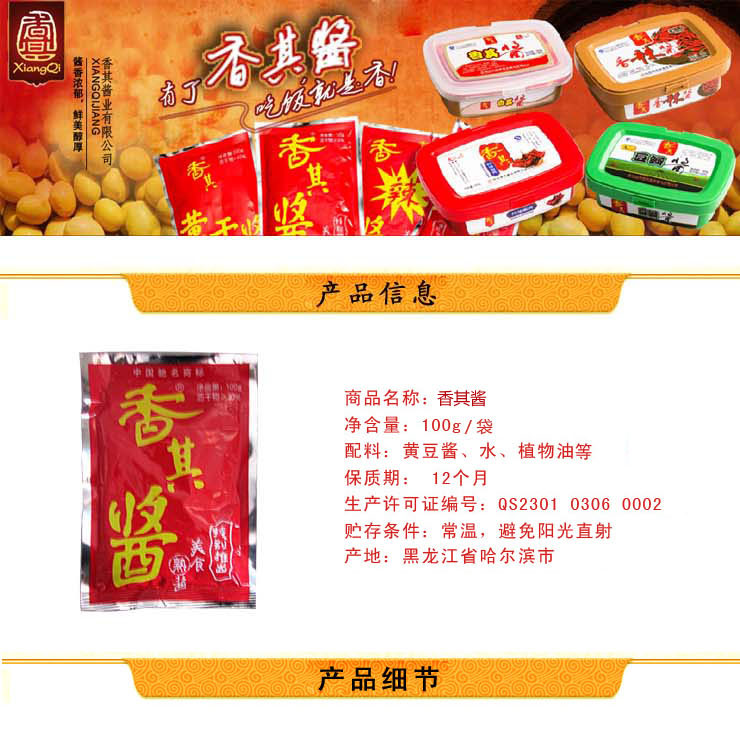 XiangQi
香其酱业有限公司
XIANGQIJIANG
酱香浓郁，鲜美醇厚
香其酱
有了
吃饭就是香！
香其酱
产品信息
中国驰名商标
净含量：100g
香其酱
美食
商品名称：香其酱
净含量：100g/袋
配料：黄豆酱、水、植物油等
保质期： 12个月
生产许可证编号：QS2301 0306 0002
贮存条件：常温，避免阳光直射
产地：黑龙江省哈尔滨市
产品细节